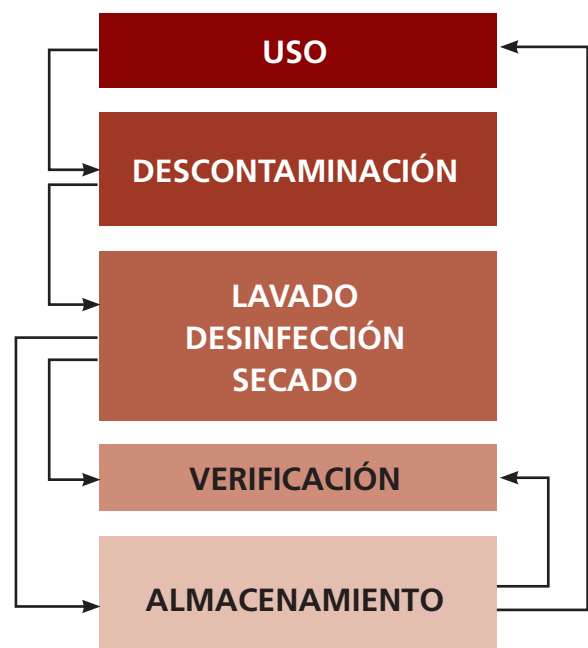 USO
DESCONTAMINACIÓN
LAVADO
DESINFECCIÓN
SECADO
VERIFICACIÓN
ALMACENAMIENTO